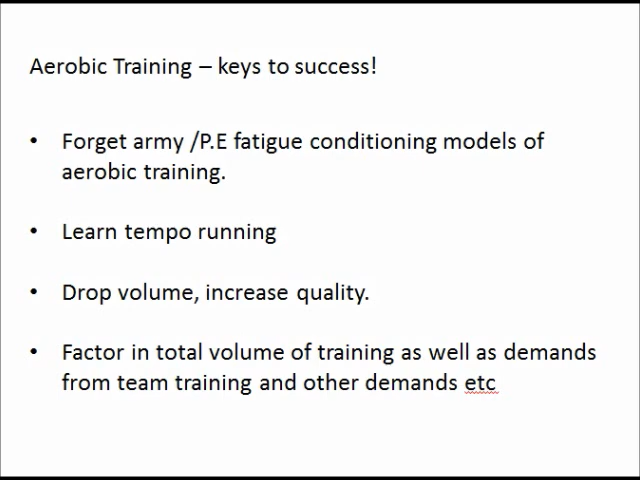 Aerobic Training – keys to success!
• Forget army /P.E fatigue conditioning models of
aerobic training.
• Learn tempo running
• Drop volume, increase quality.
• Factor in total volume of training as well as demands
from team training and other demands etc